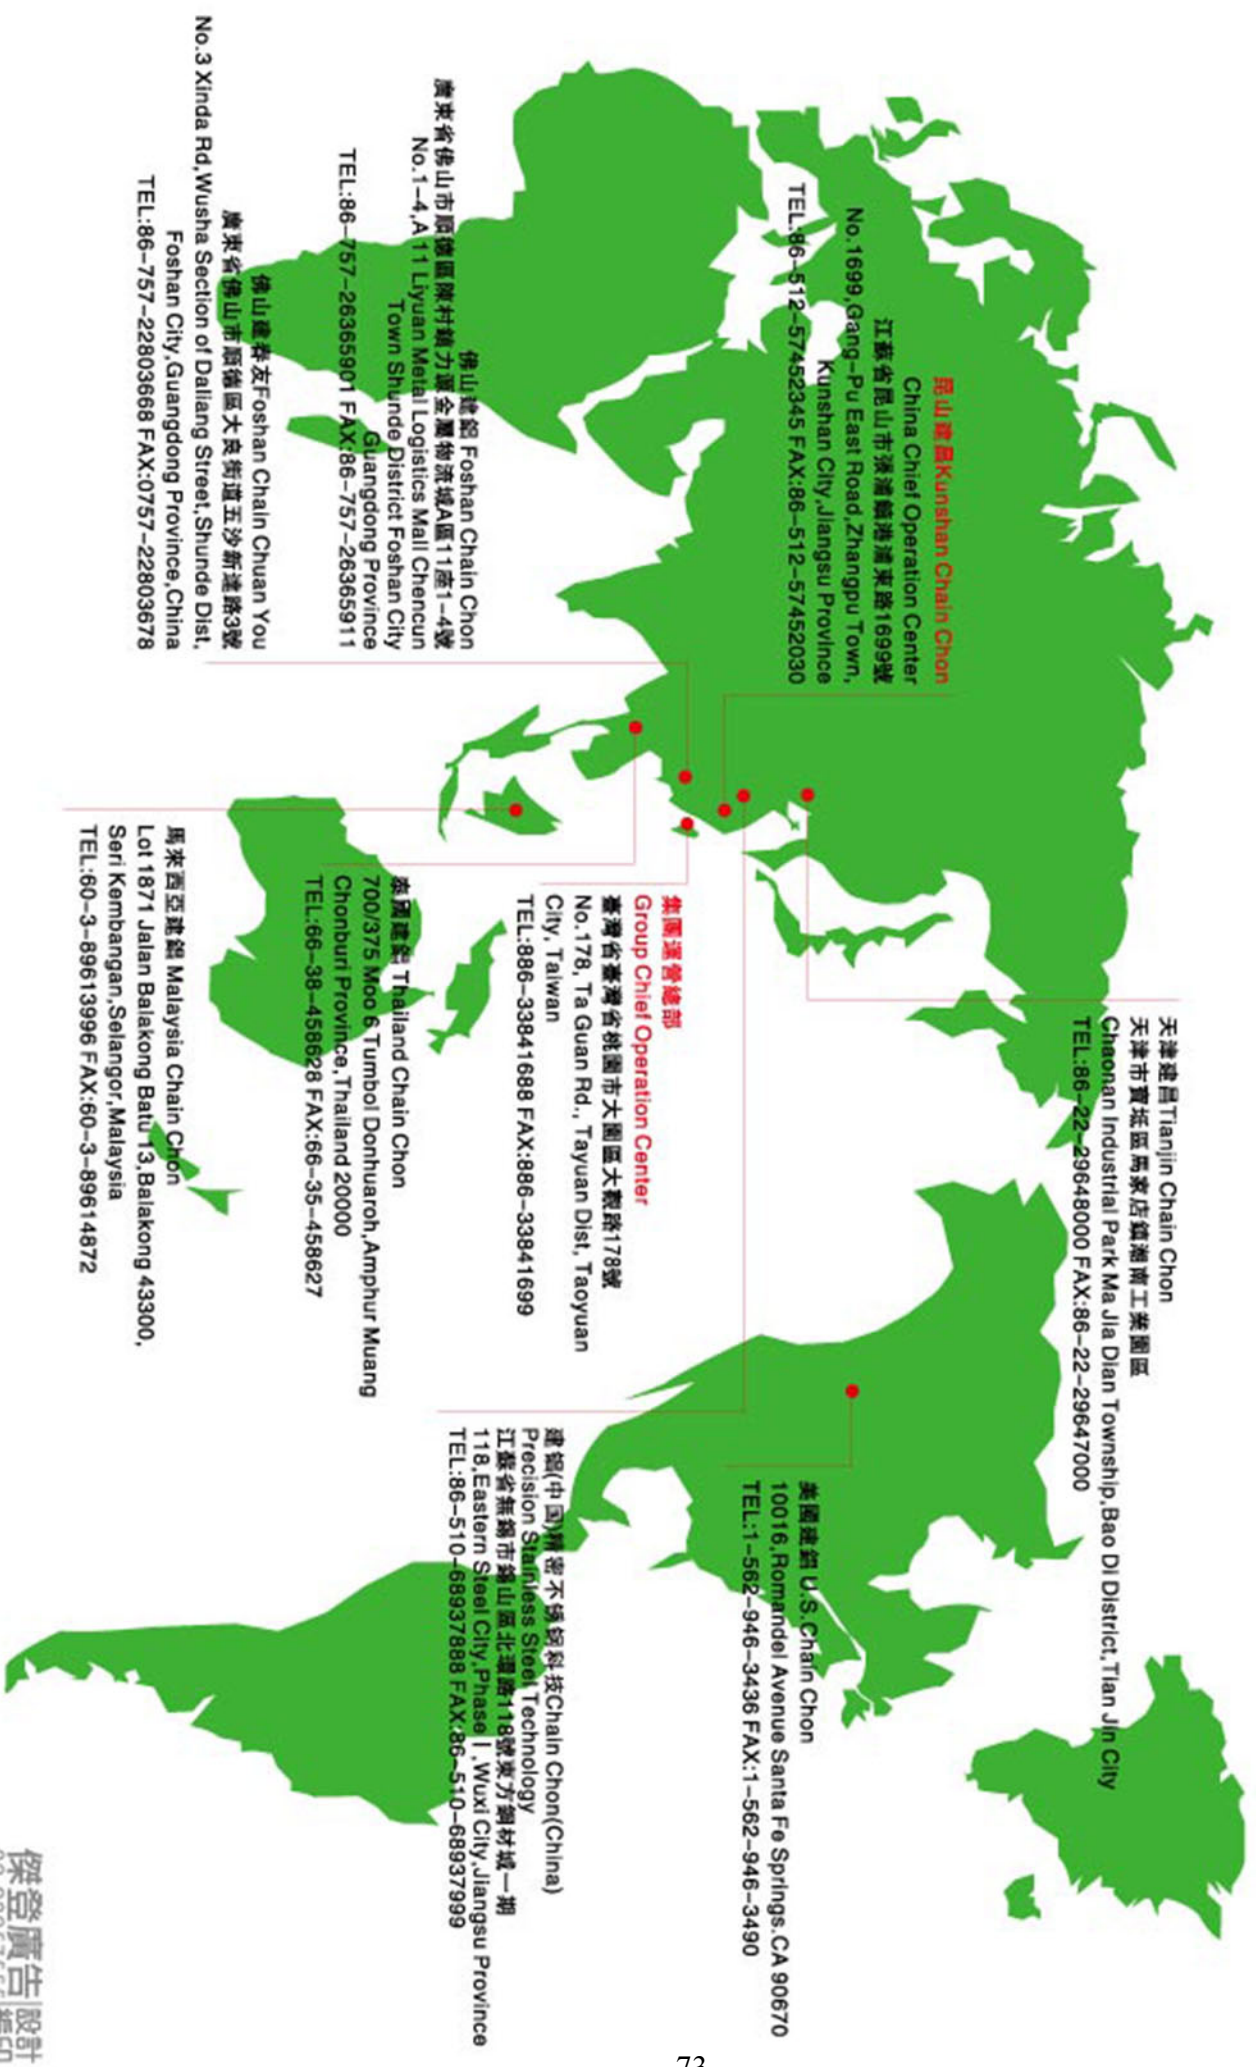 昆山建昌Kunshan Chain Chon
China Chief Operation Center
江蘇省昆山市張浦鎮港浦東路1699號
No.1699,Gang-Pu East Road,Zhangpu Town,
Kunshan City,Jiangsu Province
TEL:86-512-57452345 FAX:86-512-57452030
佛山建錩 Foshan Chain Chon
廣東省佛山市順德區陳村鎮力源金屬物流城A區11座1-4號
No.1-4,A 11 Liyuan Metal Logistics Mall Chencun
Town Shunde District Foshan City
Guangdong Province
TEL:86-757-26365901 FAX:86-757-26365911
佛山建春友Foshan Chain Chuan You
廣東省佛山市順德區大良街道五沙新達路3號
No.3 Xinda Rd,Wusha Section of Daliang Street,Shunde Dist,
Foshan City,Guangdong Province,China
TEL:86-757-22803668 FAX:0757-22803678
天津建昌Tianjin Chain Chon
天津市寶坻區馬家店鎮潮南工業園區
Chaonan Industrial Park Ma Jia Dian Township,Bao Di District,Tian Jin City
TEL:86-22-29648000 FAX:86-22-29647000
集團運營總部
Group Chief Operation Center
臺灣省臺灣省桃園市大園區大觀路178號
No.178, Ta Guan Rd., Tayuan Dist, Taoyuan
City, Taiwan
TEL:886-33841688 FAX:886-33841699
泰國建錩 Thailand Chain Chon
700/375 Moo 6 Tumbol Donhuaroh,Amphur Muang
Chonburi Province,Thailand 20000
TEL:66-38-458628 FAX:66-35-458627
馬來西亞建錩 Malaysia Chain Chon
Lot 1871 Jalan Balakong Batu 13,Balakong 43300,
Seri Kembangan,Selangor,Malaysia
TEL:60-3-89613996 FAX:60-3-89614872
美國建錩 U.S.Chain Chon
10016,Romandel Avenue Santa Fe Springs.CA 90670
TEL:1-562-946-3436 FAX:1-562-946-3490
建錩(中国)精密不锈钢科技Chain Chon(China)
Precision Stainless Steel Technology
江蘇省無錫市錫山區北環路118號東方鋼材城一期
118,Eastern Steel City,Phase I ,Wuxi City,Jiangsu Province
TEL:86-510-68937888 FAX:86-510-68937999
傑登廣告 設計
73